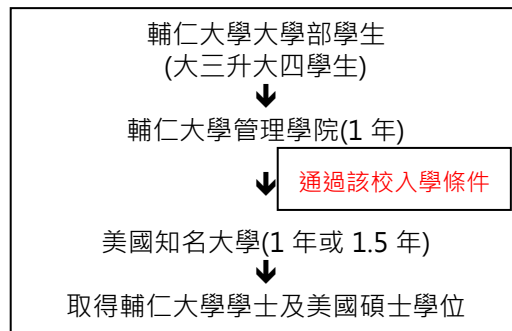 輔仁大學大學部學生
(大三升大四學生)
輔仁大學管理學院(1 年)
通過該校入學條件
美國知名大學(1 年或 1.5 年)
取得輔仁大學學士及美國碩士學位